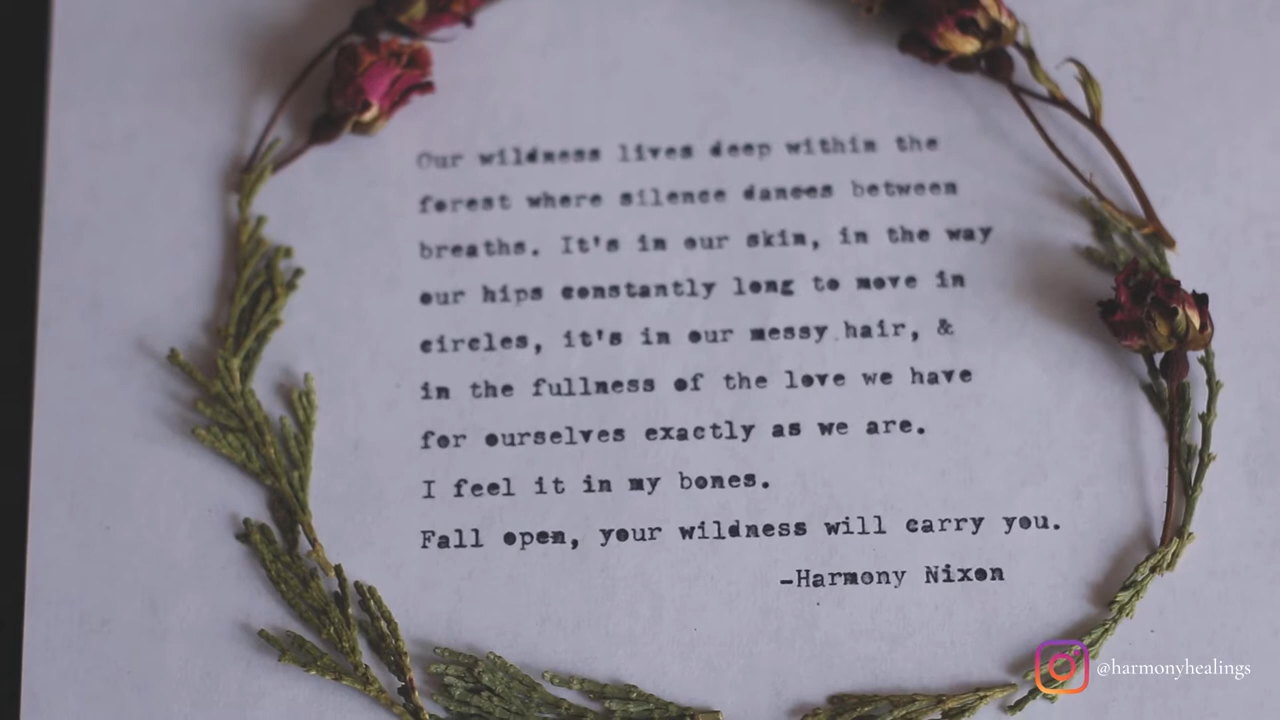 Our wildness lives deep within the
forest where silence dances between
breaths. It's in our skin, in the way
our hips constantly long to move in
circles, it's in our messy hair, &
in the fullness of the love we have
for ourselves exactly as we are.
I feel it in my bones.
Fall open, your wildness will carry you.
-Harmony Nixon
@harmonyhealings